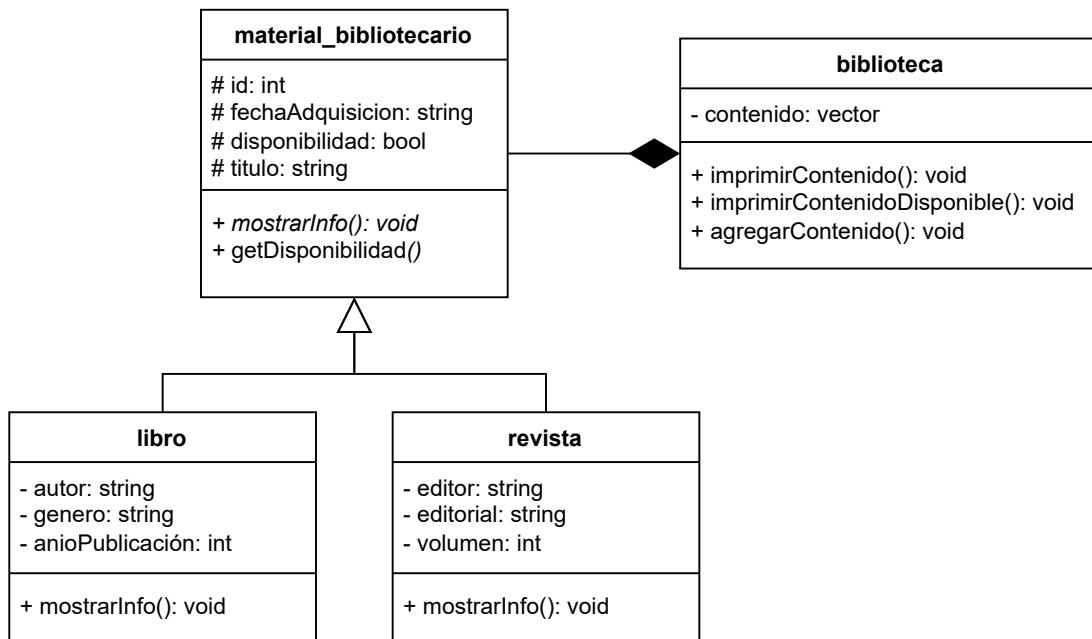 material_bibliotecario
# id: int
# fechaAdquisicion: string
# disponibilidad: bool
# titulo: string
+ mostrarInfo(): void
+ getDisponibilidad()
biblioteca
- contenido: vector
+ imprimirContenido(): void
+ imprimirContenidoDisponible(): void
+ agregarContenido(): void
libro
- autor: string
- genero: string
- anioPublicación: int
+ mostrarInfo(): void
revista
- editor: string
- editorial: string
- volumen: int
+ mostrarInfo(): void